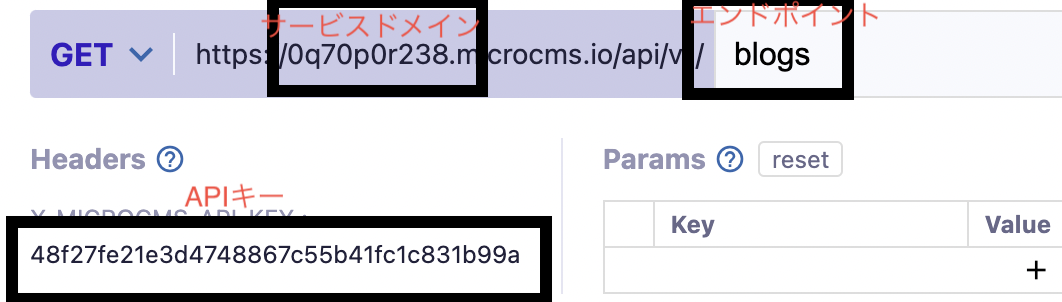 サービスドメイン エンドポイント
GET https://0q70p0r238.microcms.io/api/v1/ blogs
Headers ? Params ? reset
APIキー
X-MICROCMS-API-KEY :
Key Value
48f27fe21e3d4748867c55b41fc1c831b99a
+